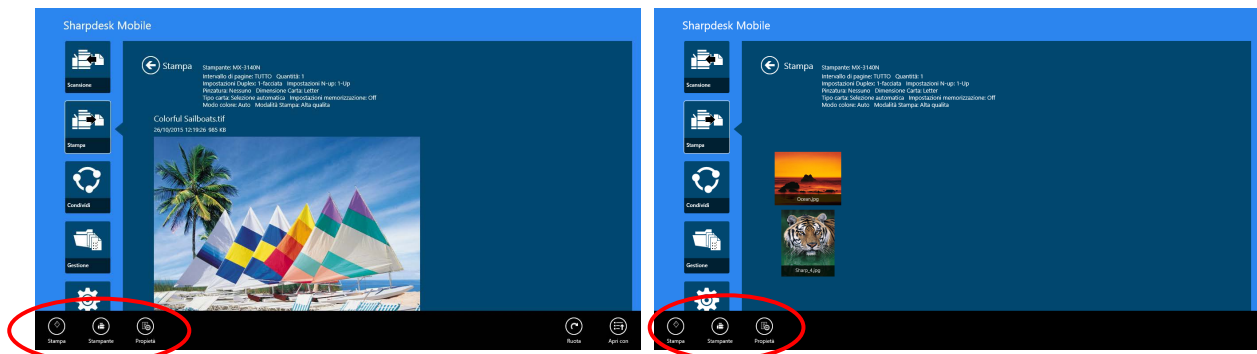 Sharpdesk Mobile
Scansione
Stampa
Condividi
Gestione
Stampa
Stampante: MX-3140N
Intervallo di pagine: TUTTO Quantità: 1
Impostazioni Duplex: 1-facciata Impostazioni N-up: 1-Up
Pinzatura: Nessuno Dimensione Carta: Letter
Tipo carta: Selezione automatica Impostazioni memorizzazione: Off
Modo colore: Auto Modalità Stampa: Alta qualita
Colorful Sailboats.tif
26/10/2015 12:19:26 965 KB
Stampa
Stampante
Propietà
Ruota
Apri con
Sharpdesk Mobile
Scansione
Stampa
Condividi
Gestione
Stampa
Stampante: MX-3140N
Intervallo di pagine: TUTTO Quantità: 1
Impostazioni Duplex: 1-facciata Impostazioni N-up: 1-Up
Pinzatura: Nessuno Dimensione Carta: Letter
Tipo carta: Selezione automatica Impostazioni memorizzazione: Off
Modo colore: Auto Modalità Stampa: Alta qualita
Ocean.jpg
Sharp_4.jpg
Stampa
Stampante
Propietà